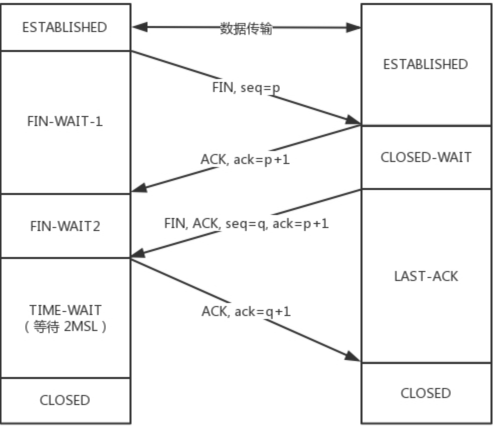 ESTABLISHED
数据传输
ESTABLISHED
FIN, seq=p
FIN-WAIT-1
ACK, ack=p+1
CLOSED-WAIT
FIN-WAIT2
FIN, ACK, seq=q, ack=p+1
LAST-ACK
TIME-WAIT
（等待 2MSL）
ACK, ack=q+1
CLOSED
CLOSED